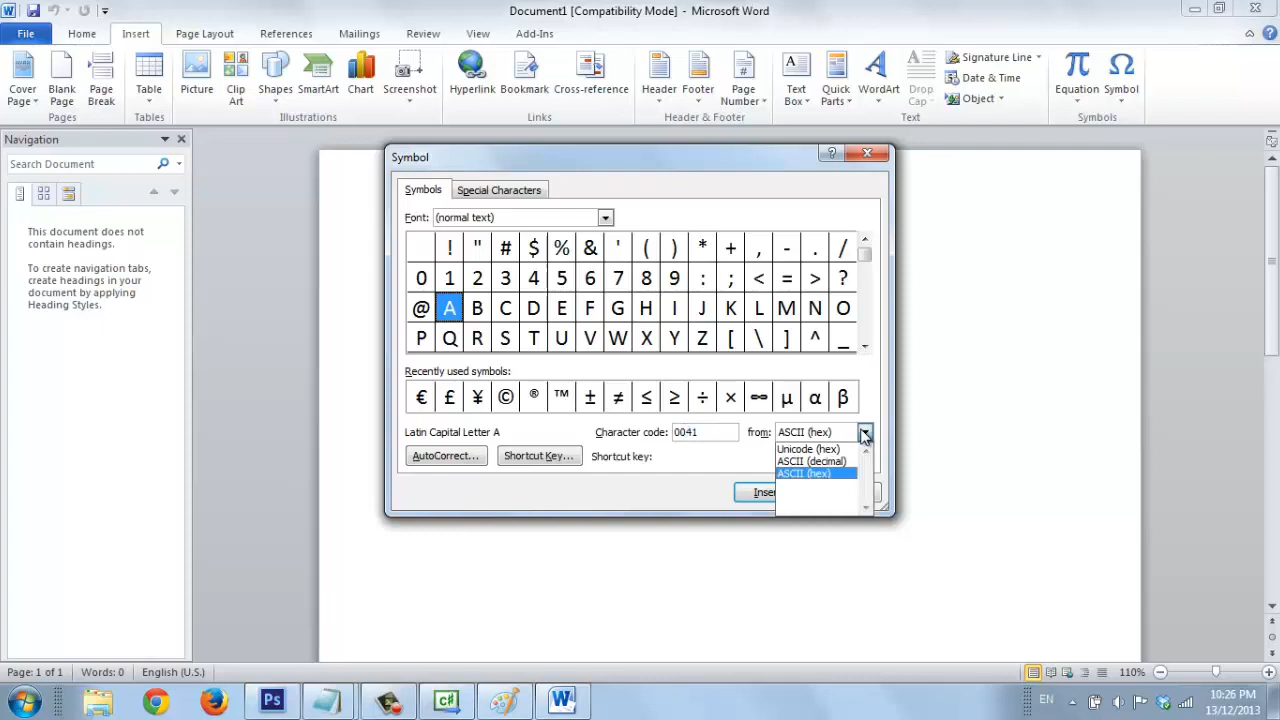 Document1 [Compatibility Mode] - Microsoft Word
File Home Insert Page Layout References Mailings Review View Add-Ins
Cover Page
Blank Page
Page Break
Table
Picture
Clip Art
Shapes
SmartArt
Chart
Screenshot
Hyperlink
Bookmark
Cross-reference
Header
Footer
Page Number
Text Box
Quick Parts
WordArt
Drop Cap
Signature Line
Date & Time
Object
Equation
Symbol
Pages Tables Illustrations Links Header & Footer Text Symbols
Navigation
Search Document
This document does not
contain headings.
To create navigation tabs,
create headings in your
document by applying
Heading Styles.
Symbol
Symbols Special Characters
Font: (normal text)
! " # $ % & ' ( ) * + , - . /
0 1 2 3 4 5 6 7 8 9 : ; < = > ?
@ A B C D E F G H I J K L M N O
P Q R S T U V W X Y Z [ \ ] ^ _
Recently used symbols:
€ £ ¥ © ® ™ ± ≠ ≤ ≥ ÷ × ∞ µ α β
Latin Capital Letter A Character code: 0041 from: ASCII (hex)
Unicode (hex)
ASCII (decimal)
ASCII (hex)
AutoCorrect... Shortcut Key... Shortcut key:
Inser
Page: 1 of 1 Words: 0 English (U.S.) 110%
Ps C# W EN 10:26 PM
13/12/2013